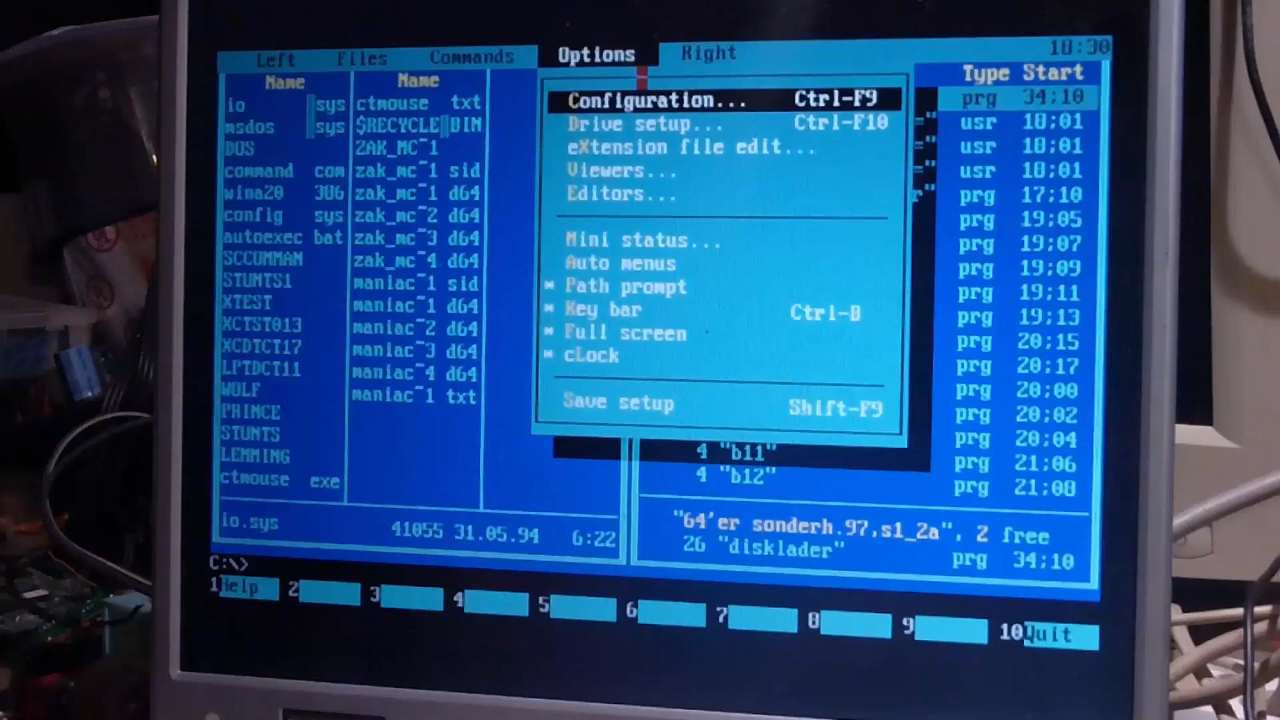 Left Files Commands Options Right 18:30
Name Name Type Start
io sys ctmouse txt Configuration... Ctrl-F9 prg 34;10
msdos sys $RECYCLE BIN Drive setup... Ctrl-F10 =" usr 18:01
DOS ZAK_MC~1 eXtension file edit... =" usr 18:01
command com zak_mc~1 sid Viewers... =" usr 18:01
wina20 386 zak_mc~1 d64 Editors... r" prg 17;10
config sys zak_mc~2 d64 prg 19;05
autoexec bat zak_mc~3 d64 Mini status... prg 19;07
SCCOMMAN zak_mc~4 d64 Auto menus prg 19;09
STUNTS1 maniac~1 sid Path prompt prg 19;11
XTEST maniac~1 d64 Key bar Ctrl-B prg 19;13
XCTST013 maniac~2 d64 Full screen prg 20;15
XCDTCT17 maniac~3 d64 cLock prg 20;17
LPTDCT11 maniac~4 d64 prg 20;00
WOLF maniac~1 txt Save setup Shift-F9 prg 20;02
PRINCE prg 20;04
STUNTS 4 "b11" prg 21;06
LEMMING 4 "b12" prg 21;08
ctmouse exe
io.sys 41055 31.05.94 6:22 "64'er sonderh.97,s1_2a", 2 free
26 "disklader" prg 34;10
C:\>
1Help 2 3 4 5 6 7 8 9 10Quit